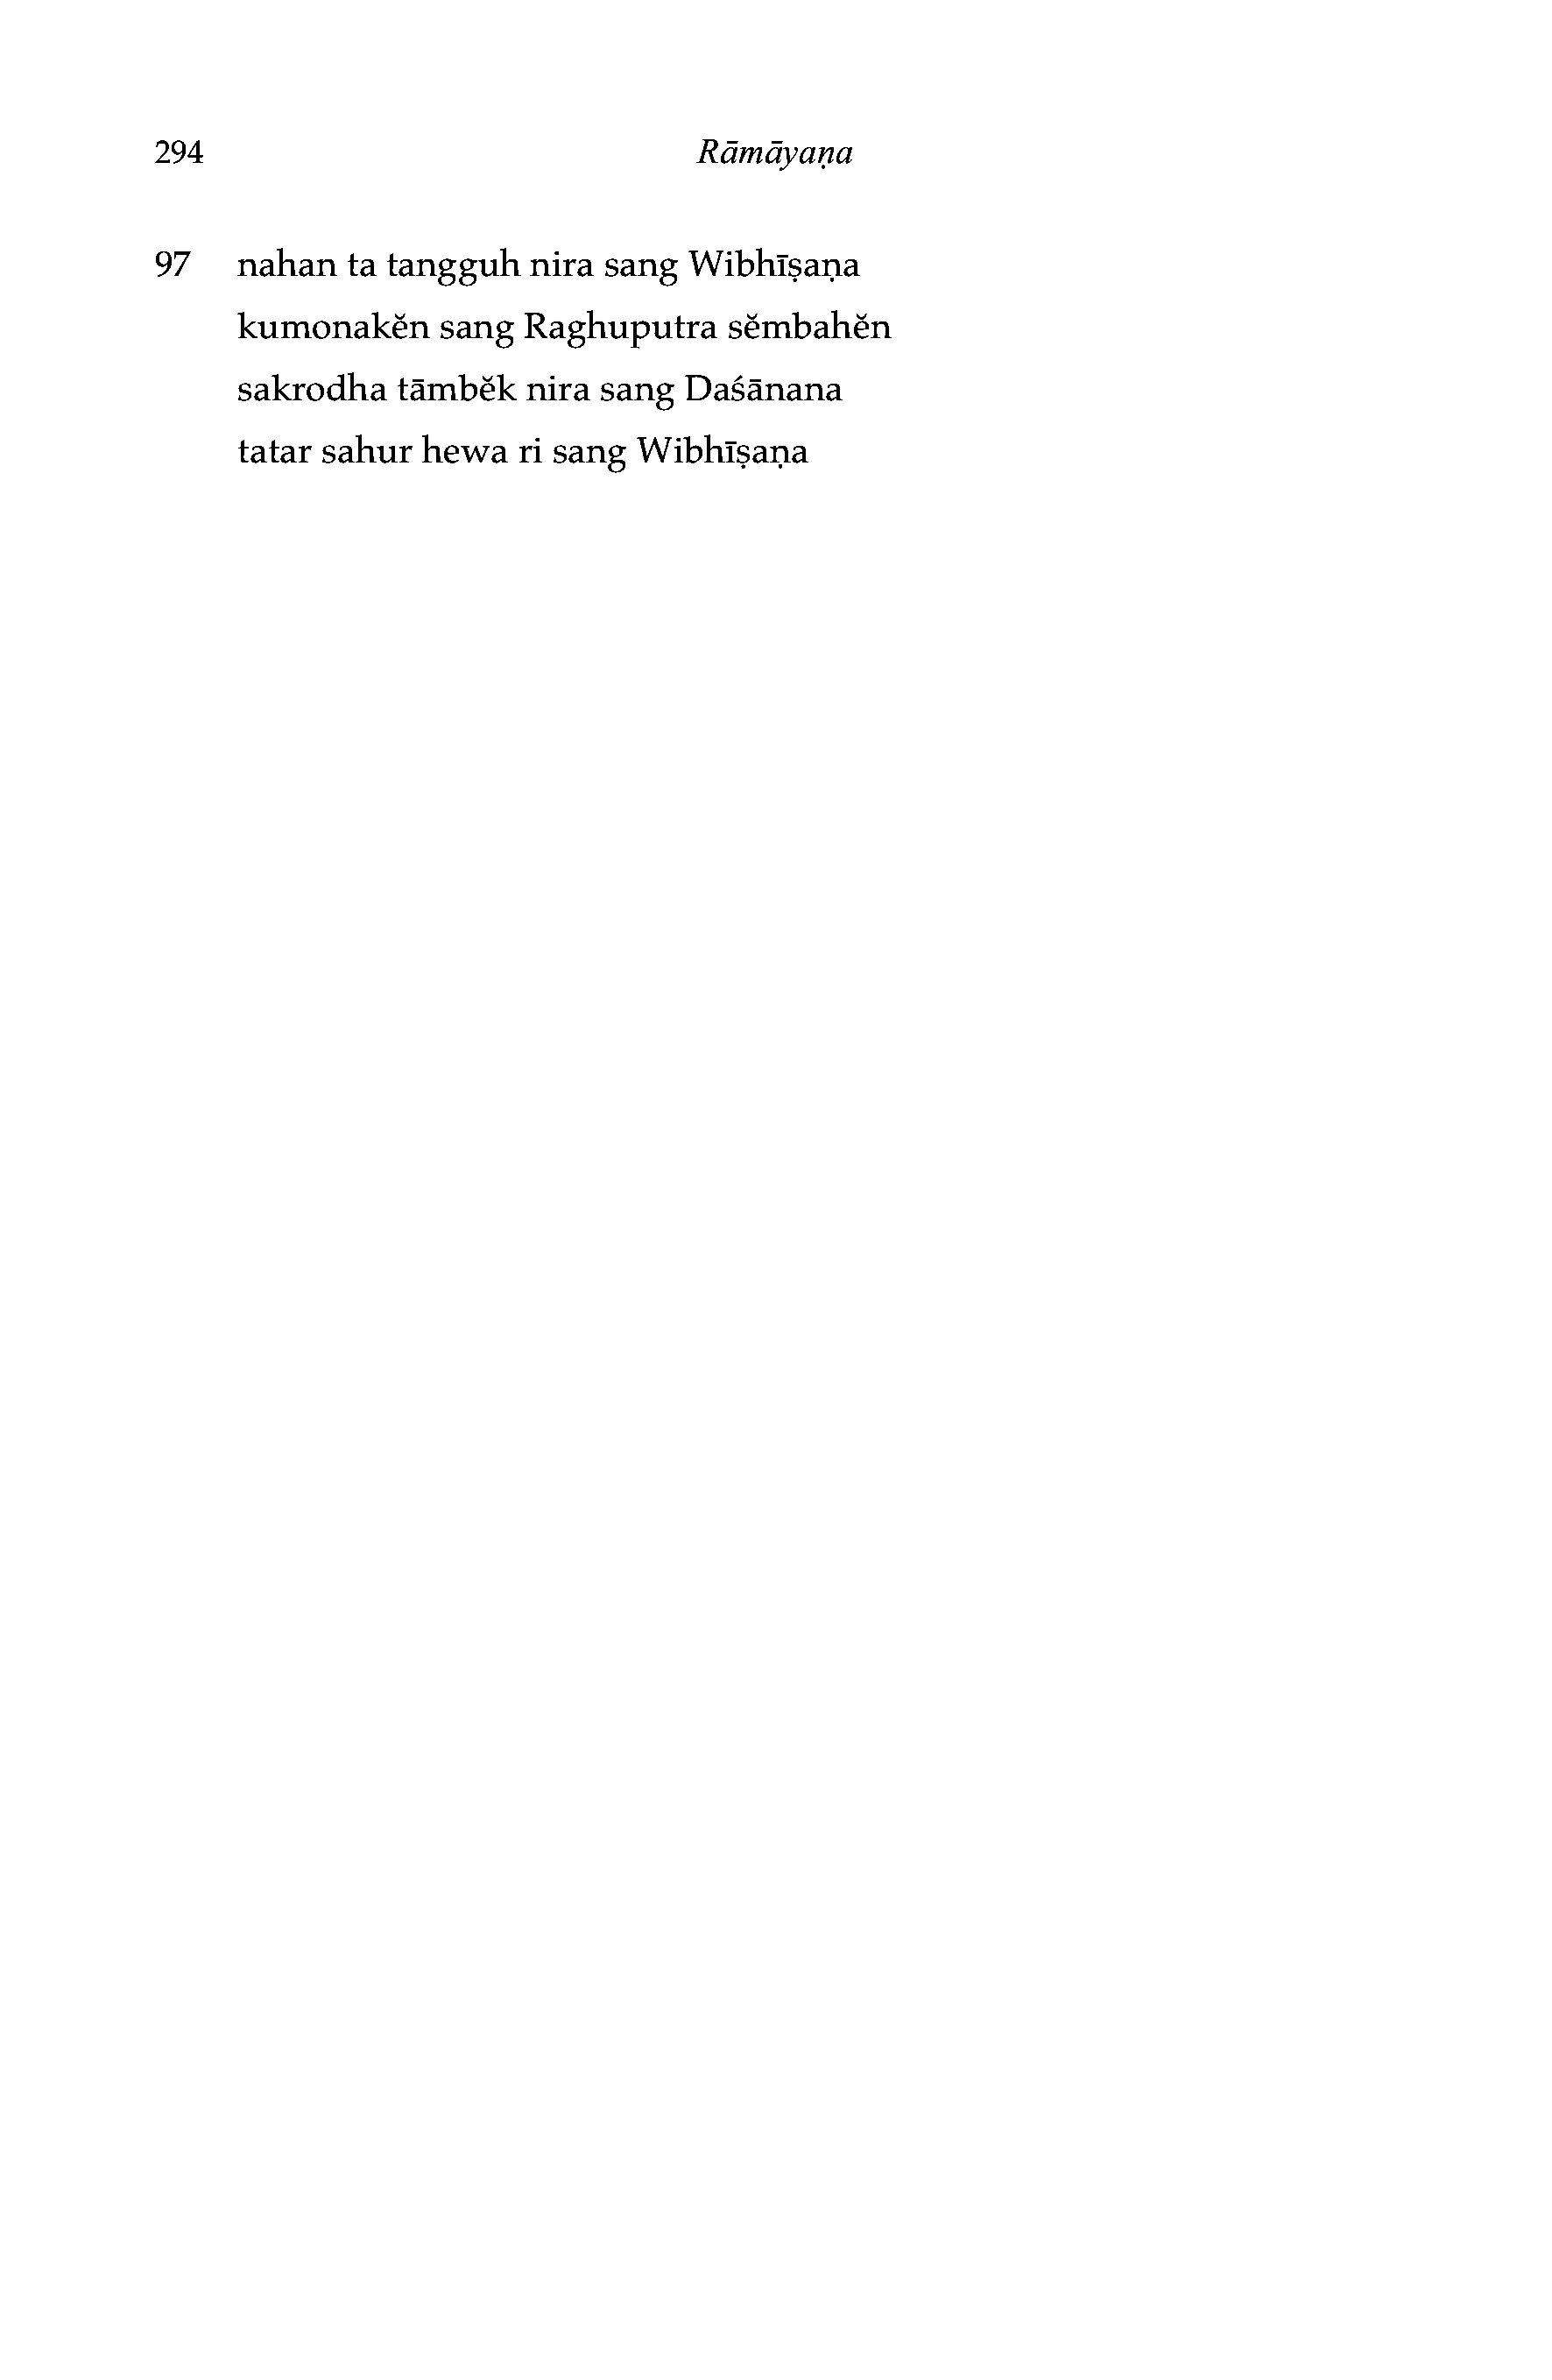 294 Rāmāyaṇa
97 nahan ta tangguh nira sang Wibhīṣaṇa
kumonakĕn sang Raghuputra sĕmbahĕn
sakrodha tāmbĕk nira sang Daśānana
tatar sahur hewa ri sang Wibhīṣaṇa